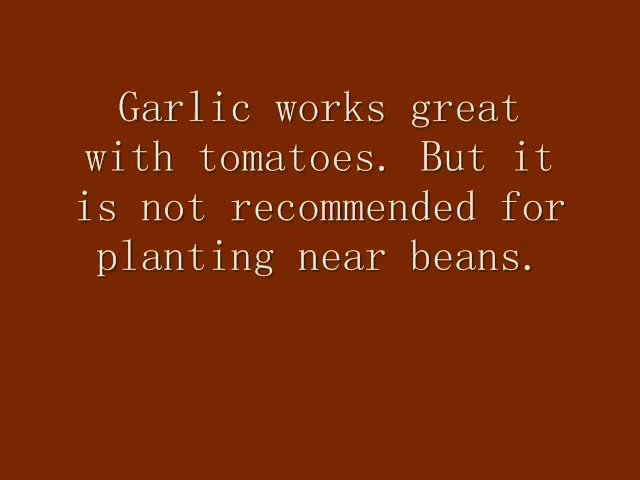 Garlic works great
with tomatoes. But it
is not recommended for
planting near beans.